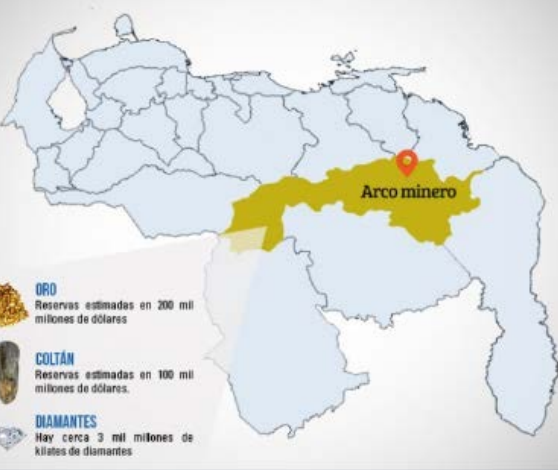 Arco minero
ORO
Reservas estimadas en 200 mil
millones de dólares
COLTÁN
Reservas estimadas en 100 mil
millones de dólares.
DIAMANTES
Hay cerca 3 mil millones de
kilates de diamantes